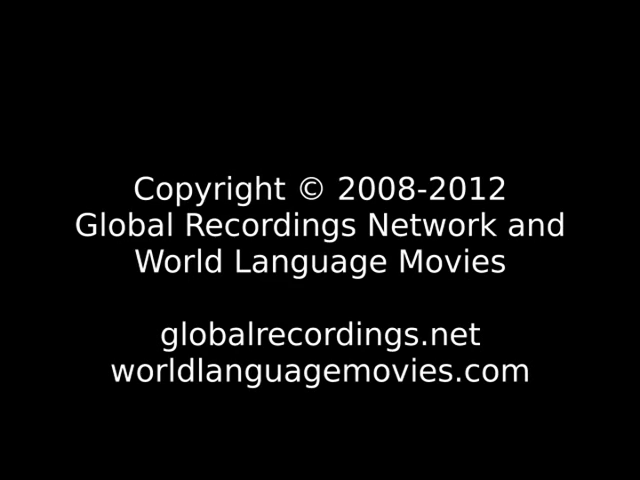 Copyright © 2008-2012
Global Recordings Network and
World Language Movies
globalrecordings.net
worldlanguagemovies.com